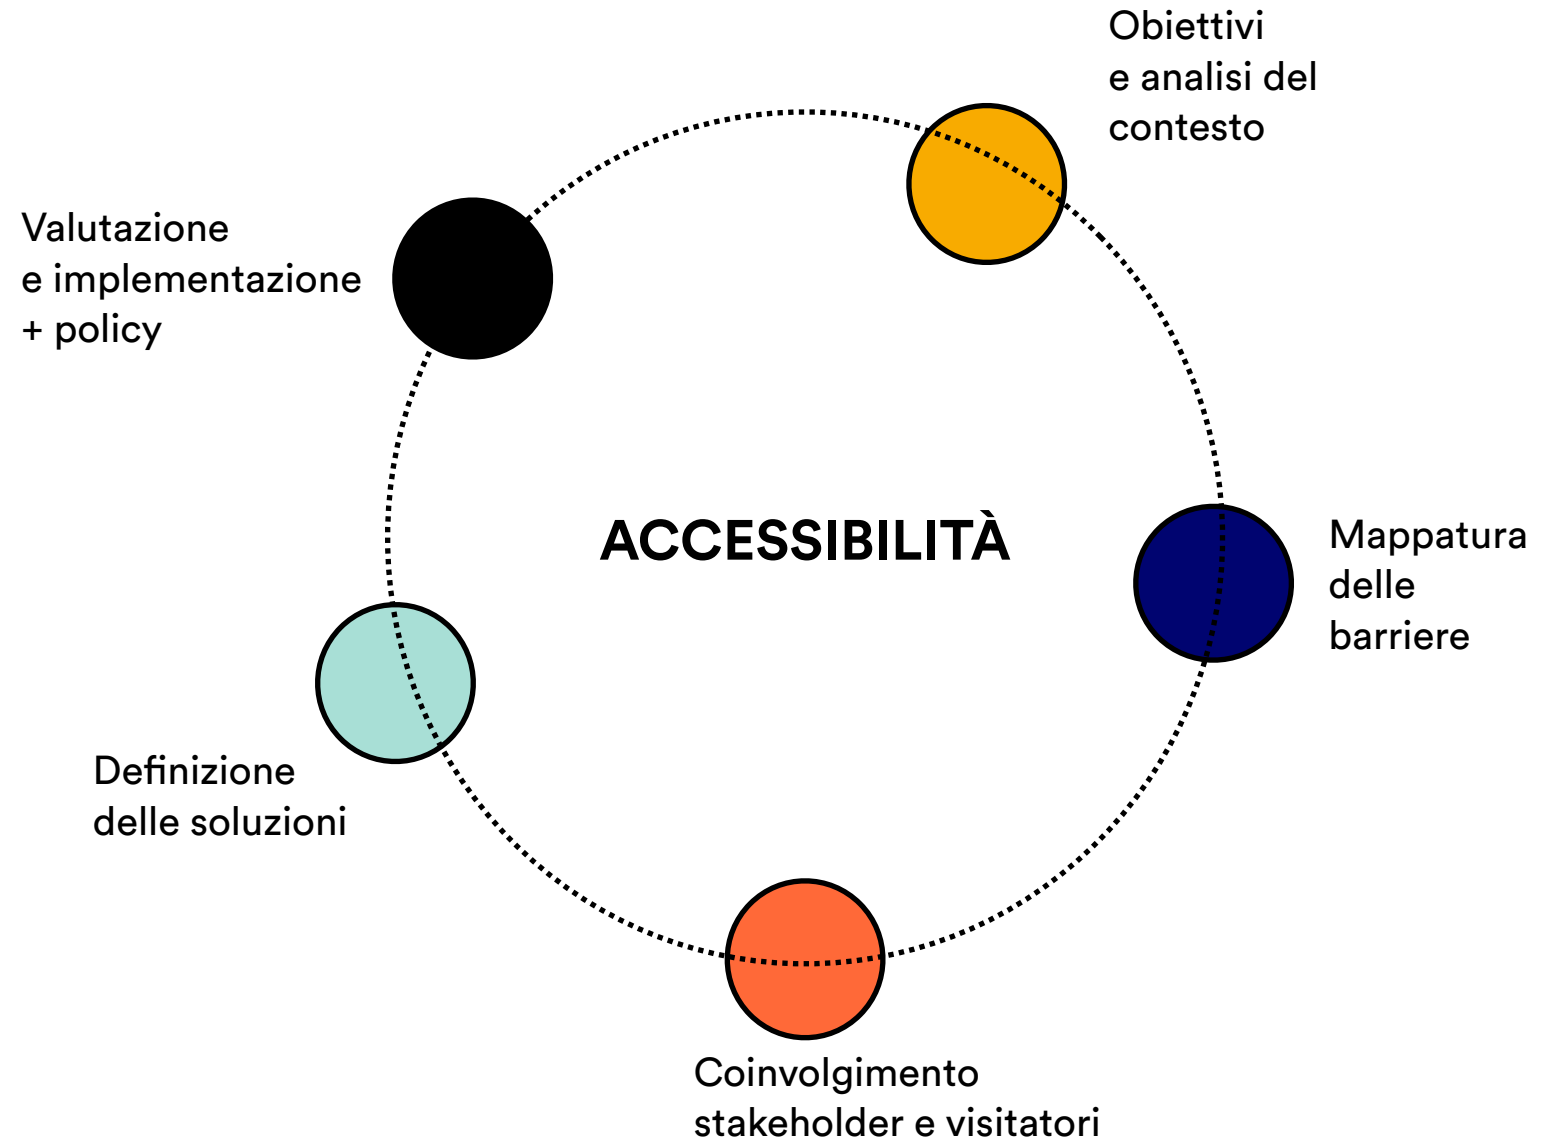 Obiettivi
e analisi del
contesto
Valutazione
e implementazione
+ policy
ACCESSIBILITÀ
Mappatura
delle
barriere
Definizione
delle soluzioni
Coinvolgimento
stakeholder e visitatori